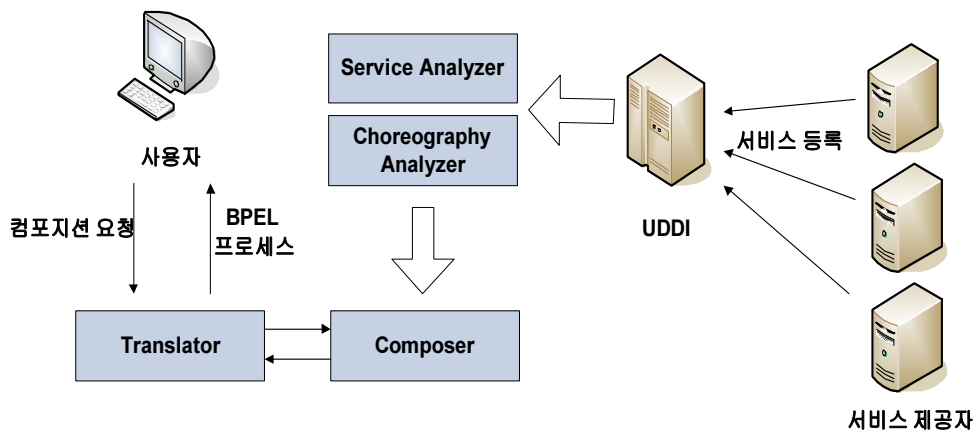 Service Analyzer
Choreography
Analyzer
서비스 등록
사용자
UDDI
컴포지션 요청
BPEL
프로세스
Translator
Composer
서비스 제공자